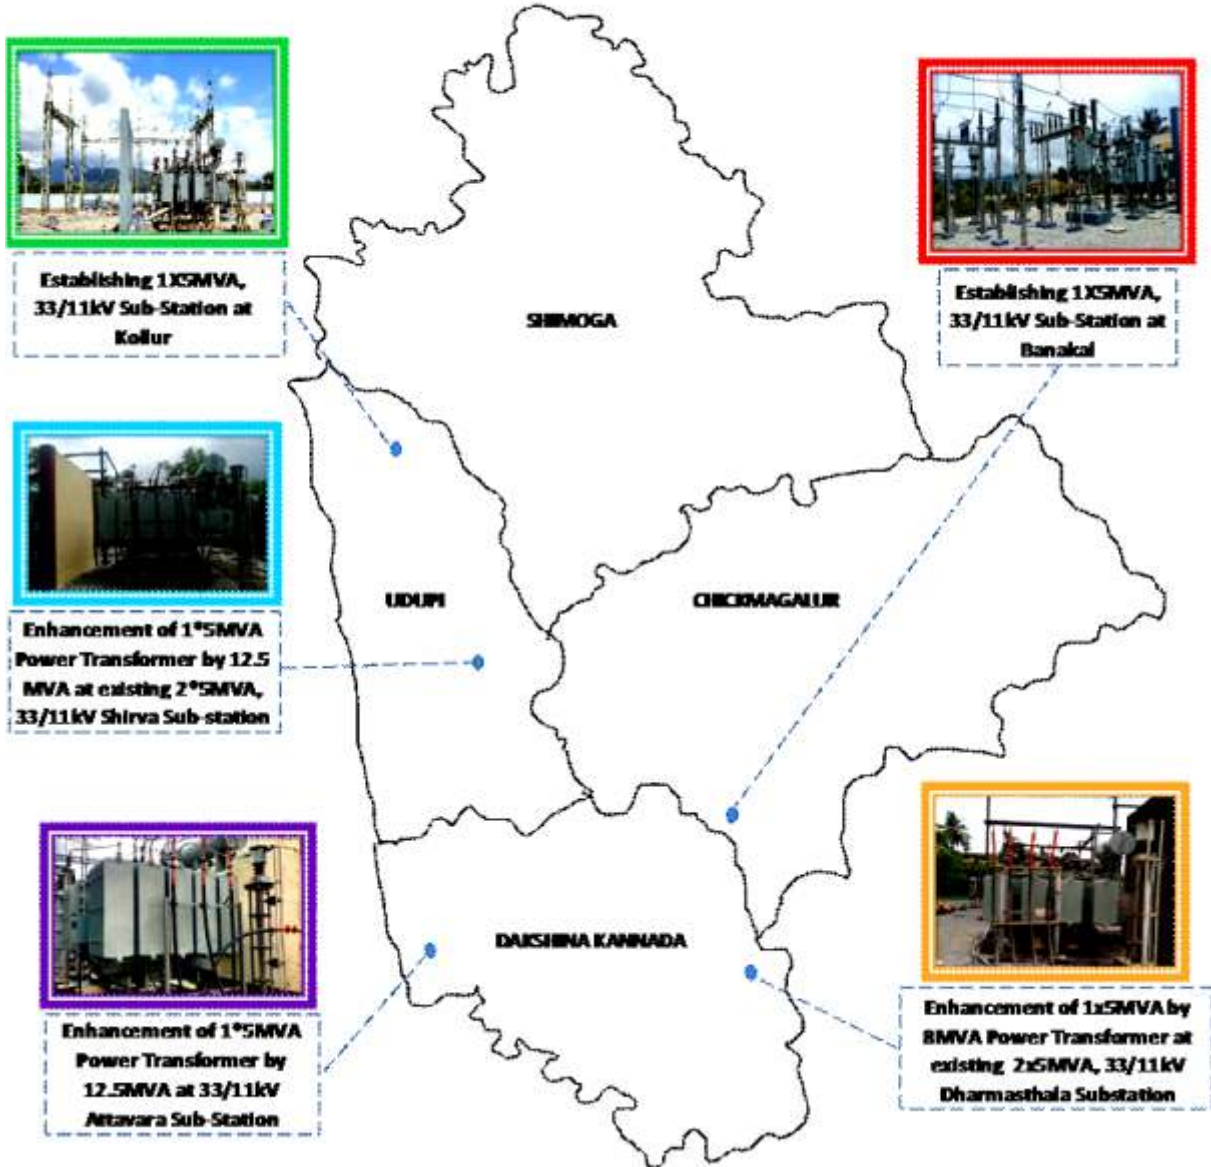 Establishing 1X5MVA,
33/11kV Sub-Station at
Kollur
Establishing 1X5MVA,
33/11kV Sub-Station at
Banakal
SHIMOGA
Enhancement of 1*5MVA
Power Transformer by 12.5
MVA at existing 2*5MVA,
33/11kV Shirva Sub-station
UDUPI
CHICKMAGALUR
Enhancement of 1*5MVA
Power Transformer by
12.5MVA at 33/11kV
Attavara Sub-Station
DAKSHINA KANNADA
Enhancement of 1x5MVA by
8MVA Power Transformer at
existing 2x5MVA, 33/11kV
Dharmasthala Substation